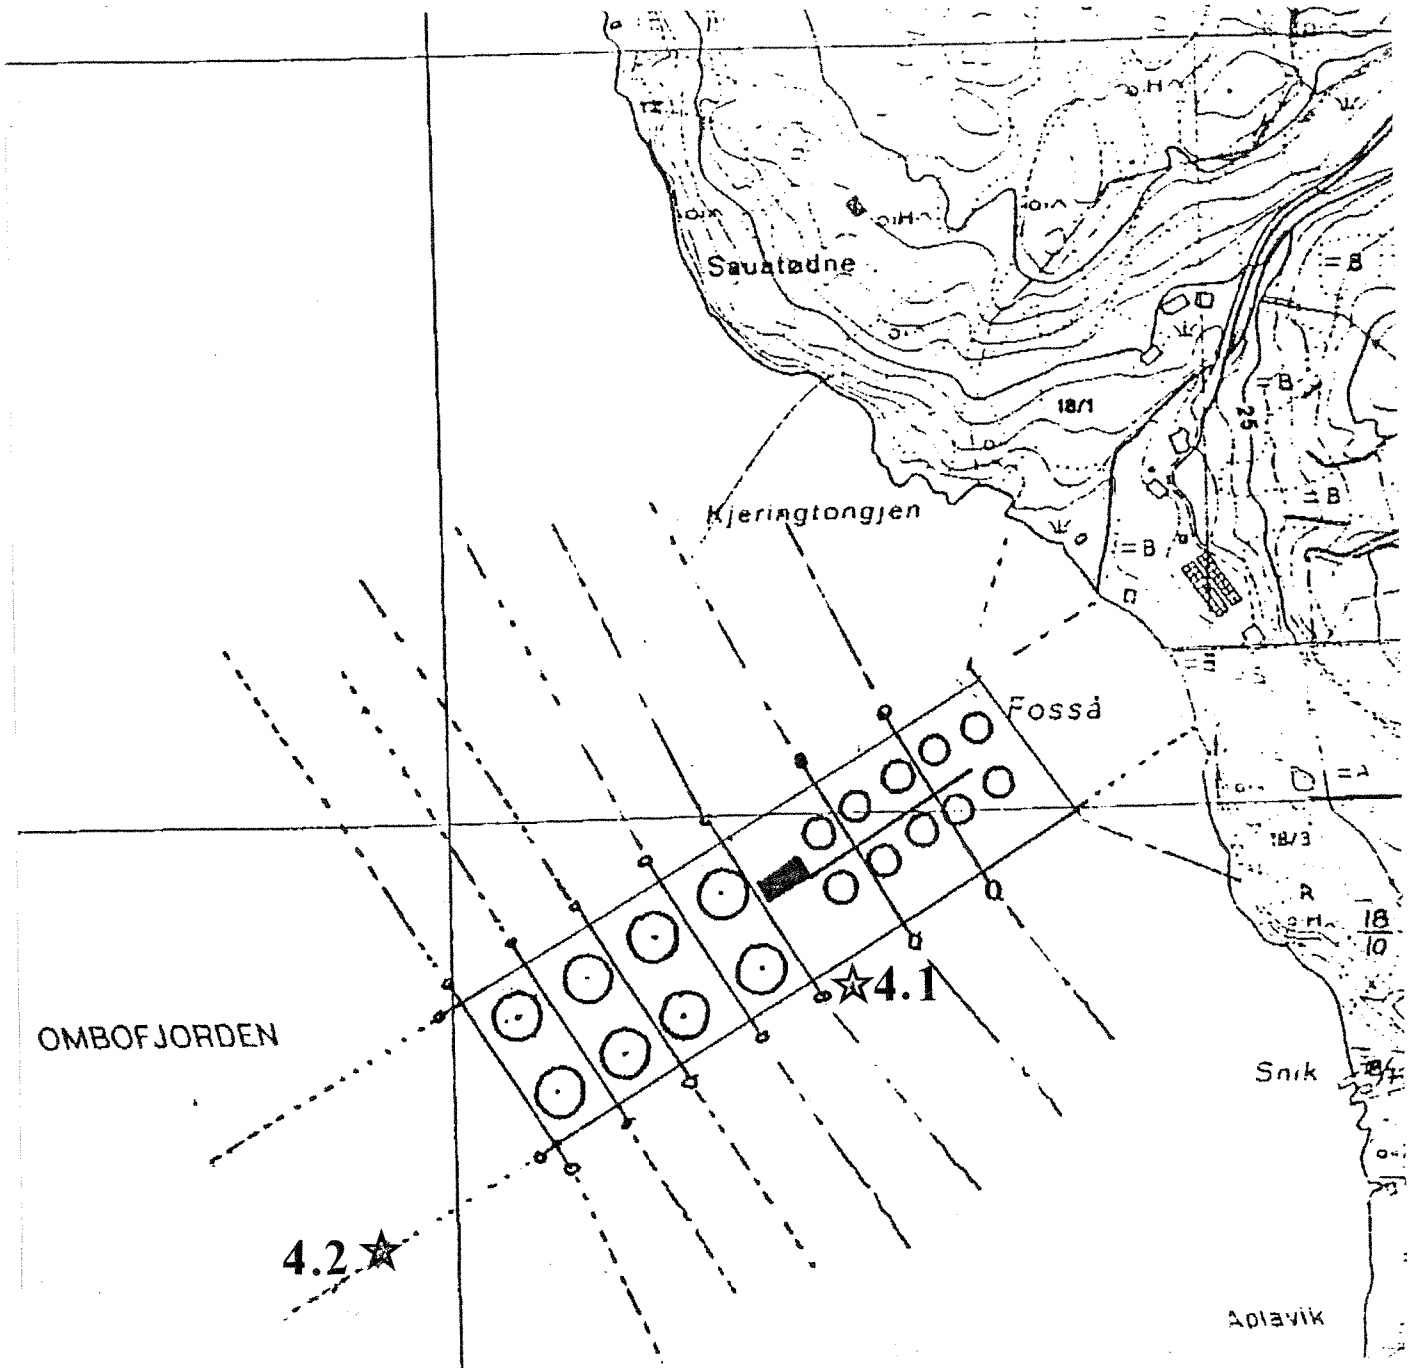 H
O.H
Sauatødne
= B
= B
18/1
25
Kjeringtongjen
= B
= B
Fosså
= A
18/3
R
H
18
10
4.1
OMBOFJORDEN
Snik
4.2
Aplavik